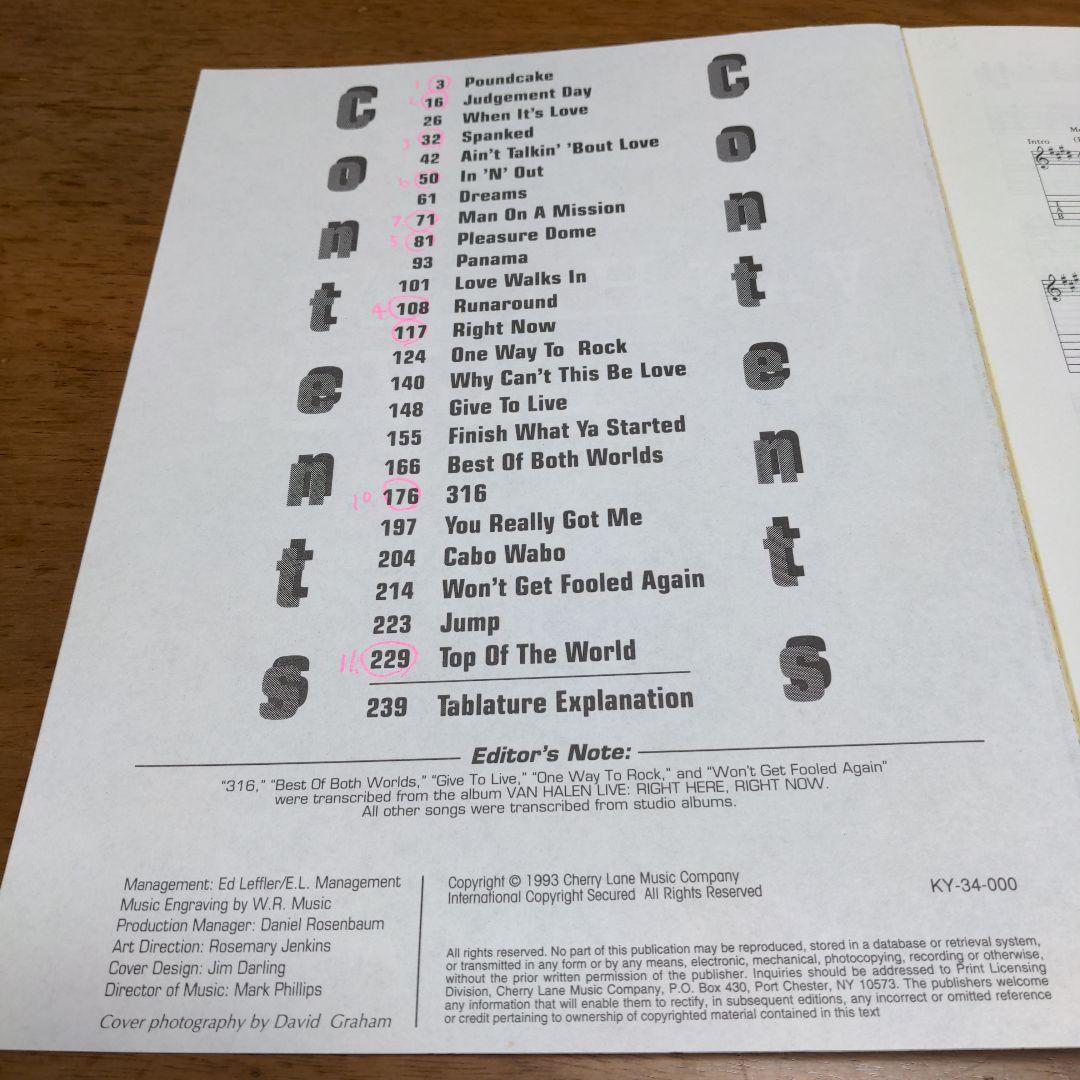 Contents
Contents
1 3 Poundcake
2 16 Judgement Day
26 When It's Love
3 32 Spanked
42 Ain't Talkin' 'Bout Love
6 50 In 'N' Out
61 Dreams
7. 71 Man On A Mission
5 81 Pleasure Dome
93 Panama
101 Love Walks In
4. 108 Runaround
117 Right Now
124 One Way To Rock
140 Why Can't This Be Love
148 Give To Live
155 Finish What Ya Started
166 Best Of Both Worlds
10. 176 316
197 You Really Got Me
204 Cabo Wabo
214 Won't Get Fooled Again
223 Jump
11. 229 Top Of The World
239 Tablature Explanation
Editor's Note:
"316," "Best Of Both Worlds," "Give To Live," "One Way To Rock," and "Won't Get Fooled Again"
were transcribed from the album VAN HALEN LIVE: RIGHT HERE, RIGHT NOW.
All other songs were transcribed from studio albums.
Management: Ed Leffler/E.L. Management
Music Engraving by W.R. Music
Production Manager: Daniel Rosenbaum
Art Direction: Rosemary Jenkins
Cover Design: Jim Darling
Director of Music: Mark Phillips
Cover photography by David Graham
Copyright © 1993 Cherry Lane Music Company
International Copyright Secured All Rights Reserved
KY-34-000
All rights reserved. No part of this publication may be reproduced, stored in a database or retrieval system,
or transmitted in any form or by any means, electronic, mechanical, photocopying, recording or otherwise,
without the prior written permission of the publisher. Inquiries should be addressed to Print Licensing
Division, Cherry Lane Music Company, P.O. Box 430, Port Chester, NY 10573. The publishers welcome
any information that will enable them to rectify, in subsequent editions, any incorrect or omitted reference
or credit pertaining to ownership of copyrighted material contained in this text
Intro
TAB